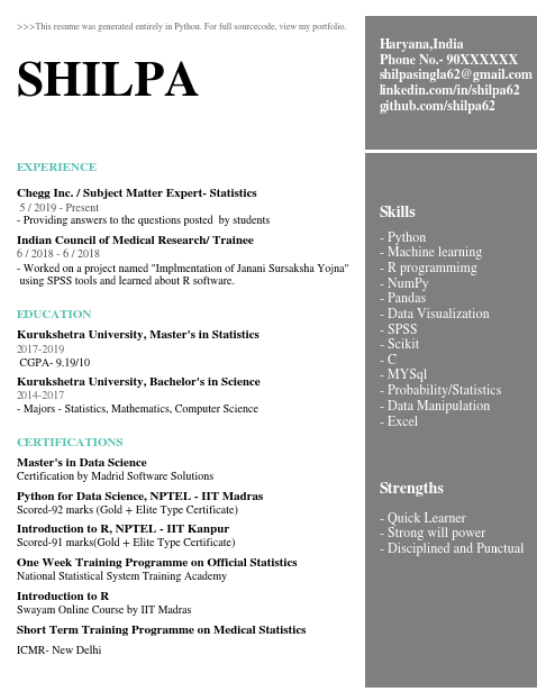 >>>This resume was generated entirely in Python. For full sourcecode, view my portfolio.
SHILPA
Haryana,India
Phone No.- 90XXXXXX
shilpasingla62@gmail.com
linkedin.com/in/shilpa62
github.com/shilpa62
EXPERIENCE
Chegg Inc. / Subject Matter Expert- Statistics
5 / 2019 - Present
- Providing answers to the questions posted by students
Indian Council of Medical Research/ Trainee
6 / 2018 - 6 / 2018
- Worked on a project named "Implmentation of Janani Sursaksha Yojna"
using SPSS tools and learned about R software.
EDUCATION
Kurukshetra University, Master's in Statistics
2017-2019
CGPA- 9.19/10
Kurukshetra University, Bachelor's in Science
2014-2017
- Majors - Statistics, Mathematics, Computer Science
CERTIFICATIONS
Master's in Data Science
Certification by Madrid Software Solutions
Python for Data Science, NPTEL - IIT Madras
Scored-92 marks (Gold + Elite Type Certificate)
Introduction to R, NPTEL - IIT Kanpur
Scored-91 marks(Gold + Elite Type Certificate)
One Week Training Programme on Official Statistics
National Statistical System Training Academy
Introduction to R
Swayam Online Course by IIT Madras
Short Term Training Programme on Medical Statistics
ICMR- New Delhi
Skills
- Python
- Machine learning
- R programmimg
- NumPy
- Pandas
- Data Visualization
- SPSS
- Scikit
- C
- MYSql
- Probability/Statistics
- Data Manipulation
- Excel
Strengths
- Quick Learner
- Strong will power
- Disciplined and Punctual